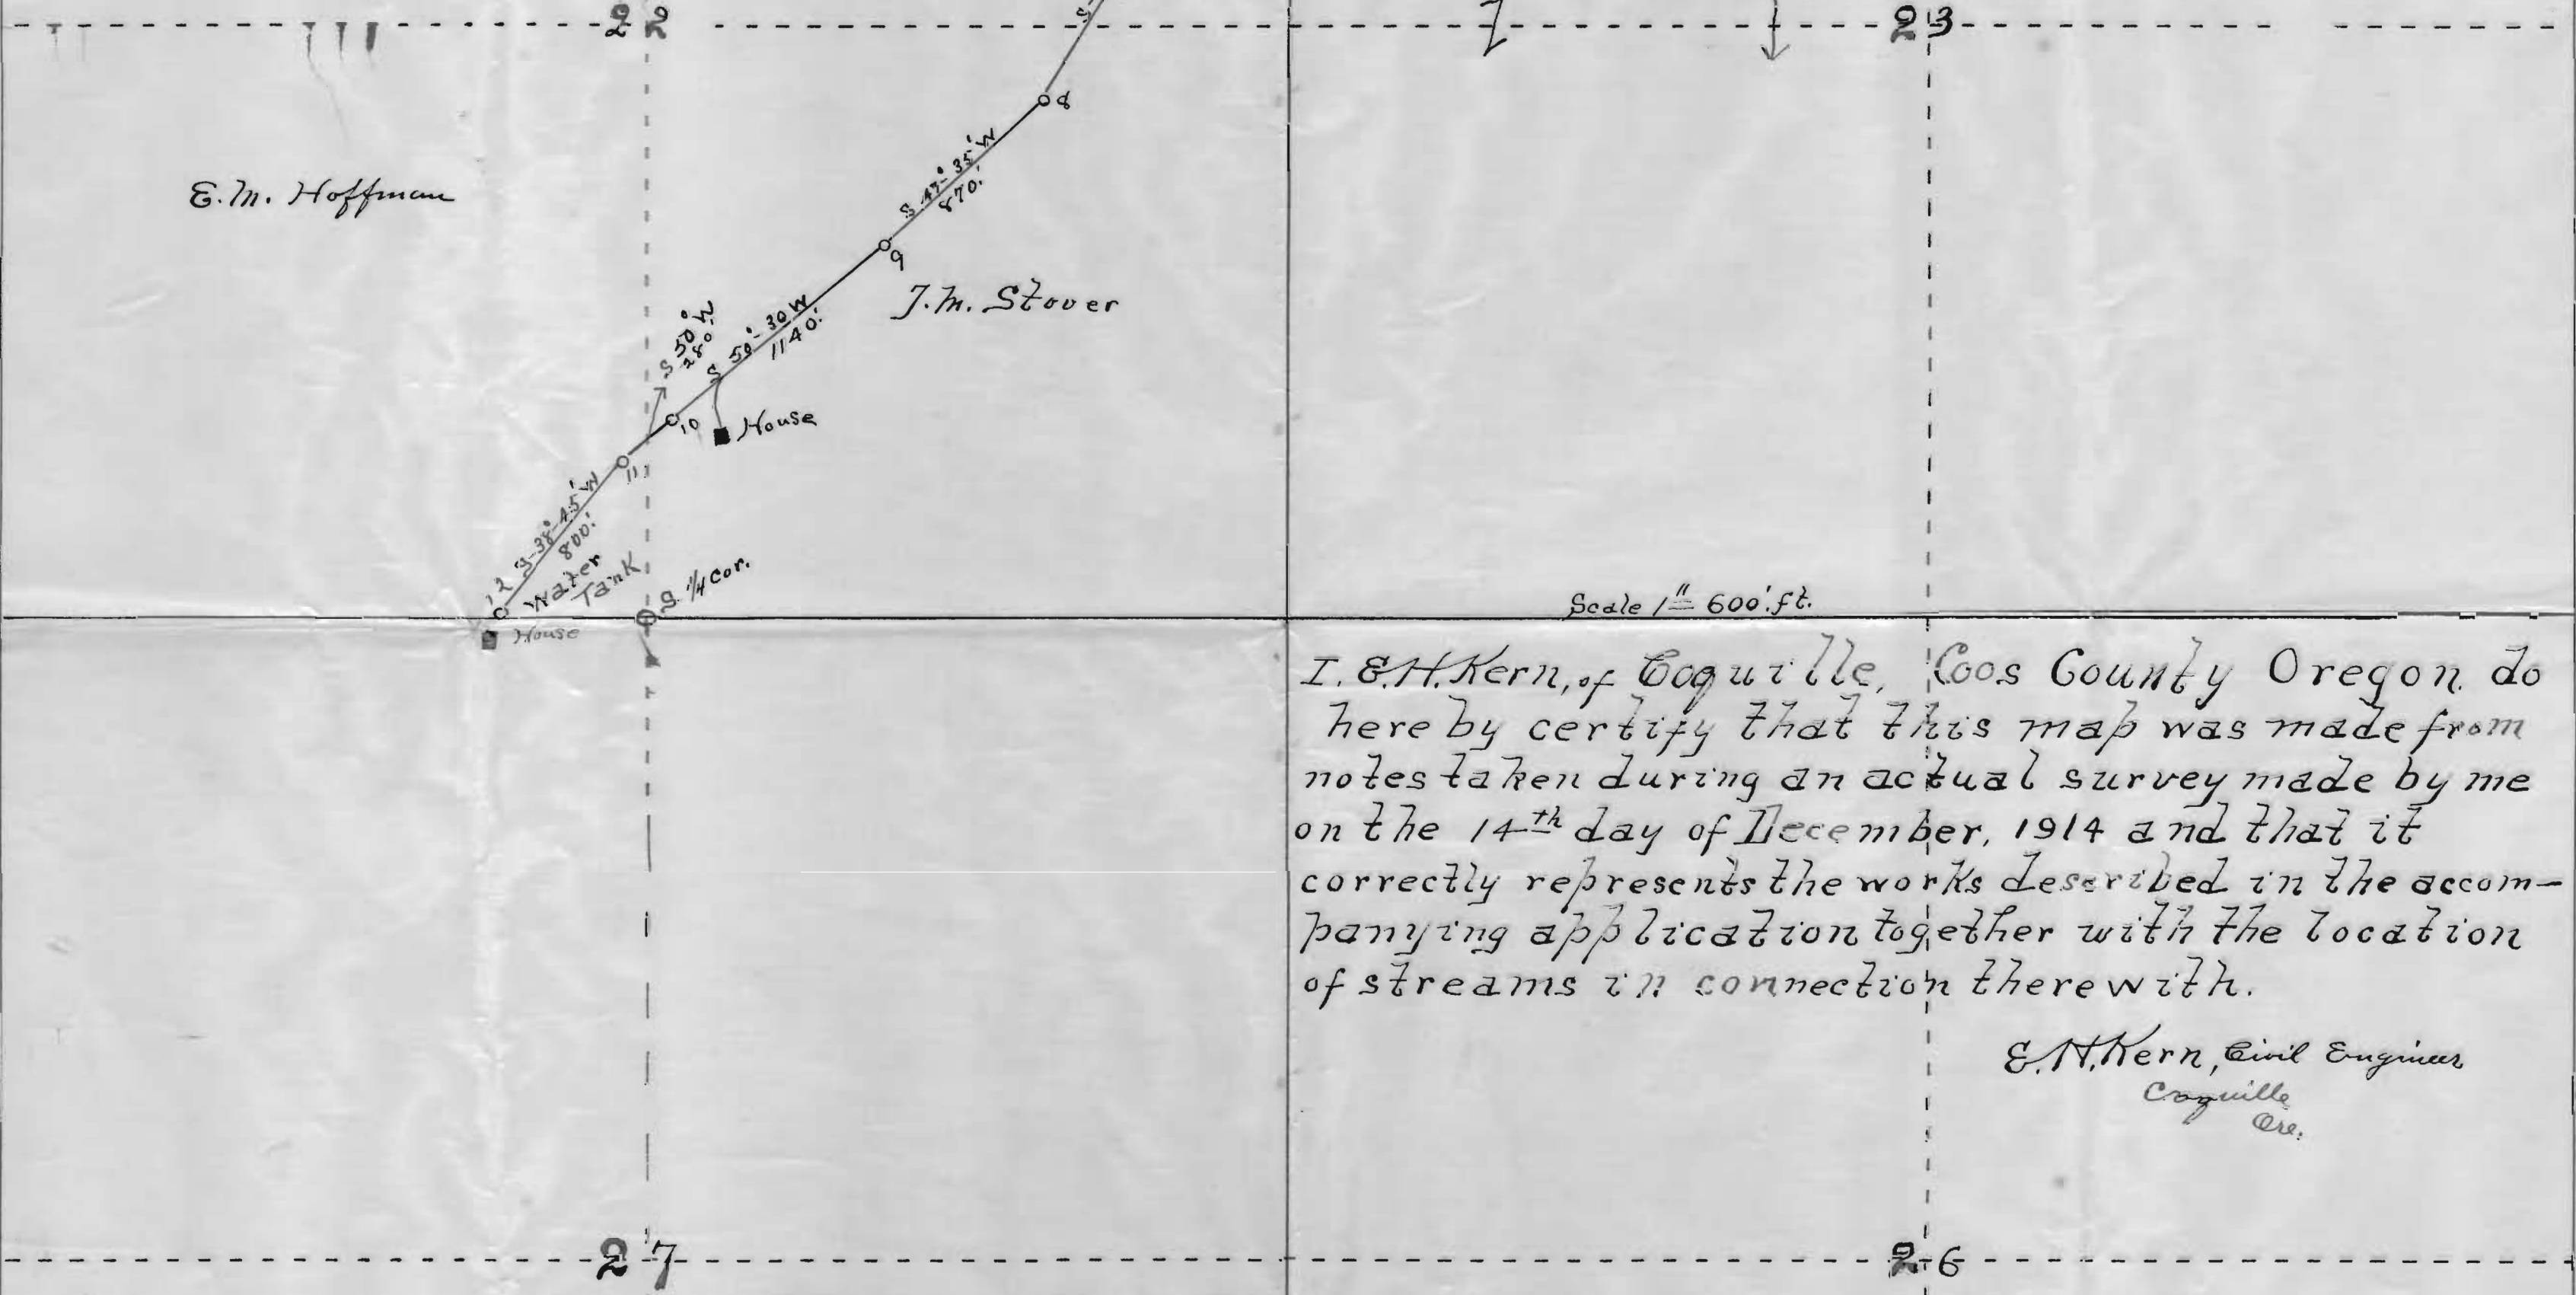 22
23
8
S 47°-35' W
870'.
E.M. Hoffman
9
J.M. Stover
S 50° W
280'.
S 50°-30 W
1140'.
10
House
11
S-38°-45' W
800'.
12
Water
Tank
S. 1/4 cor.
House
Scale 1" = 600'.ft.
I. E.H.Kern, of Coquille, Coos County Oregon. do
here by certify that this map was made from
notes taken during an actual survey made by me
on the 14th day of December, 1914 and that it
correctly represents the works described in the accom-
panying application together with the location
of streams in connection therewith.
E.H.Kern, Civil Engineer
Coquille
Ore.
27
26